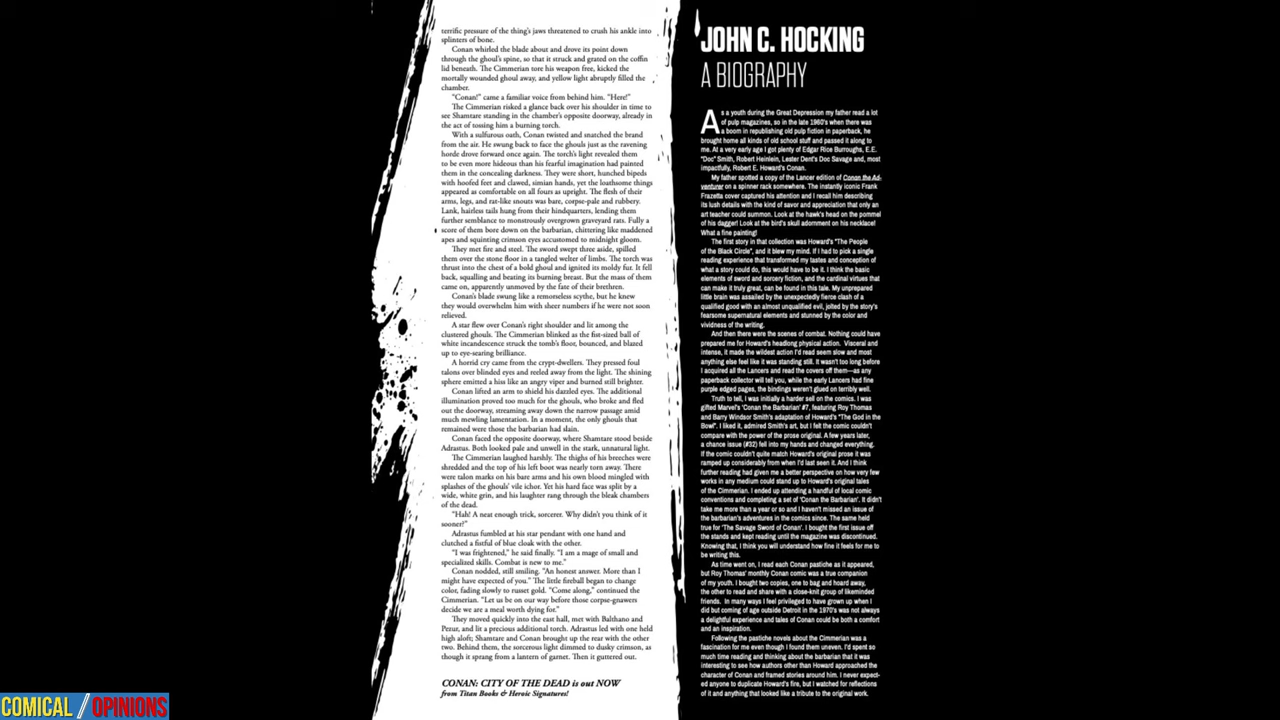 terrific pressure of the thing's jaws threatened to crush his ankle into
splinters of bone.
Conan whirled the blade about and drove its point down
through the ghoul's spine, so that it struck and grated on the coffin
lid beneath. The Cimmerian tore his weapon free, kicked the
mortally wounded ghoul away, and yellow light abruptly filled the
chamber.
"Conan!" came a familiar voice from behind him. "Here!"
The Cimmerian risked a glance back over his shoulder in time to
see Shamtare standing in the chamber's opposite doorway, already in
the act of tossing him a burning torch.
With a sulfurous oath, Conan twisted and snatched the brand
from the air. He swung back to face the ghouls just as the ravening
horde drove forward once again. The torch's light revealed them
to be even more hideous than his fearful imagination had painted
them in the concealing darkness. They were short, hunched bipeds
with hoofed feet and clawed, simian hands, yet the loathsome things
appeared as comfortable on all fours as upright. The flesh of their
arms, legs, and rat-like snouts was bare, corpse-pale and rubbery.
Lank, hairless tails hung from their hindquarters, lending them
further semblance to monstrously overgrown graveyard rats. Fully a
score of them bore down on the barbarian, chittering like maddened
apes and squinting crimson eyes accustomed to midnight gloom.
They met fire and steel. The sword swept three aside, spilled
them over the stone floor in a tangled welter of limbs. The torch was
thrust into the chest of a bold ghoul and ignited its moldy fur. It fell
back, squalling and beating its burning breast. But the mass of them
came on, apparently unmoved by the fate of their brethren.
Conan's blade swung like a remorseless scythe, but he knew
they would overwhelm him with sheer numbers if he were not soon
relieved.
A star flew over Conan's right shoulder and lit among the
clustered ghouls. The Cimmerian blinked as the fist-sized ball of
white incandescence struck the tomb's floor, bounced, and blazed
up to eye-searing brilliance.
A horrid cry came from the crypt-dwellers. They pressed foul
talons over blinded eyes and reeled away from the light. The shining
sphere emitted a hiss like an angry viper and burned still brighter.
Conan lifted an arm to shield his dazzled eyes. The additional
illumination proved too much for the ghouls, who broke and fled
out the doorway, streaming away down the narrow passage amid
much mewling lamentation. In a moment, the only ghouls that
remained were those the barbarian had slain.
Conan faced the opposite doorway, where Shamtare stood beside
Adrastus. Both looked pale and unwell in the stark, unnatural light.
The Cimmerian laughed harshly. The thighs of his breeches were
shredded and the top of his left boot was nearly torn away. There
were talon marks on his bare arms and his own blood mingled with
splashes of the ghouls' vile ichor. Yet his hard face was split by a
wide, white grin, and his laughter rang through the bleak chambers
of the dead.
"Hah! A neat enough trick, sorcerer. Why didn't you think of it
sooner?"
Adrastus fumbled at his star pendant with one hand and
clutched a fistful of blue cloak with the other.
"I was frightened," he said finally. "I am a mage of small and
specialized skills. Combat is new to me."
Conan nodded, still smiling. "An honest answer. More than I
might have expected of you." The little fireball began to change
color, fading slowly to russet gold. "Come along," continued the
Cimmerian. "Let us be on our way before those corpse-gnawers
decide we are a meal worth dying for."
They moved quickly into the east hall, met with Balthano and
Pezur, and lit a precious additional torch. Adrastus led with one held
high aloft; Shamtare and Conan brought up the rear with the other
two. Behind them, the sorcerous light dimmed to dusky crimson, as
though it sprang from a lantern of garnet. Then it guttered out.
CONAN: CITY OF THE DEAD is out NOW
from Titan Books & Heroic Signatures!
JOHN C. HOCKING
A BIOGRAPHY
As a youth during the Great Depression my father read a lot
of pulp magazines, so in the late 1960's when there was
a boom in republishing old pulp fiction in paperback, he
brought home all kinds of old school stuff and passed it along to
me. At a very early age I got plenty of Edgar Rice Burroughs, E.E.
"Doc" Smith, Robert Heinlein, Lester Dent's Doc Savage and, most
impactfully, Robert E. Howard's Conan.
My father spotted a copy of the Lancer edition of Conan the Ad-
venturer on a spinner rack somewhere. The instantly iconic Frank
Frazetta cover captured his attention and I recall him describing
its lush details with the kind of savor and appreciation that only an
art teacher could summon. Look at the hawk's head on the pommel
of his dagger! Look at the bird's skull adornment on his necklace!
What a fine painting!
The first story in that collection was Howard's "The People
of the Black Circle", and it blew my mind. If I had to pick a single
reading experience that transformed my tastes and conception of
what a story could do, this would have to be it. I think the basic
elements of sword and sorcery fiction, and the cardinal virtues that
can make it truly great, can be found in this tale. My unprepared
little brain was assailed by the unexpectedly fierce clash of a
qualified good with an almost unqualified evil, jolted by the story's
fearsome supernatural elements and stunned by the color and
vividness of the writing.
And then there were the scenes of combat. Nothing could have
prepared me for Howard's headlong physical action. Visceral and
intense, it made the wildest action I'd read seem slow and most
anything else feel like it was standing still. It wasn't too long before
I acquired all the Lancers and read the covers off them—as any
paperback collector will tell you, while the early Lancers had fine
purple edged pages, the bindings weren't glued on terribly well.
Truth to tell, I was initially a harder sell on the comics. I was
gifted Marvel's 'Conan the Barbarian' #7, featuring Roy Thomas
and Barry Windsor Smith's adaptation of Howard's "The God in the
Bowl". I liked it, admired Smith's art, but I felt the comic couldn't
compare with the power of the prose original. A few years later,
a chance issue (#32) fell into my hands and changed everything.
If the comic couldn't quite match Howard's original prose it was
ramped up considerably from when I'd last seen it. And I think
further reading had given me a better perspective on how very few
works in any medium could stand up to Howard's original tales
of the Cimmerian. I ended up attending a handful of local comic
conventions and completing a set of 'Conan the Barbarian'. It didn't
take me more than a year or so and I haven't missed an issue of
the barbarian's adventures in the comics since. The same held
true for 'The Savage Sword of Conan'. I bought the first issue off
the stands and kept reading until the magazine was discontinued.
Knowing that, I think you will understand how fine it feels for me to
be writing this.
As time went on, I read each Conan pastiche as it appeared,
but Roy Thomas' monthly Conan comic was a true companion
of my youth. I bought two copies, one to bag and hoard away,
the other to read and share with a close-knit group of likeminded
friends. In many ways I feel privileged to have grown up when I
did but coming of age outside Detroit in the 1970's was not always
a delightful experience and tales of Conan could be both a comfort
and an inspiration.
Following the pastiche novels about the Cimmerian was a
fascination for me even though I found them uneven. I'd spent so
much time reading and thinking about the barbarian that it was
interesting to see how authors other than Howard approached the
character of Conan and framed stories around him. I never expect-
ed anyone to duplicate Howard's fire, but I watched for reflections
of it and anything that looked like a tribute to the original work.
COMICAL/OPINIONS